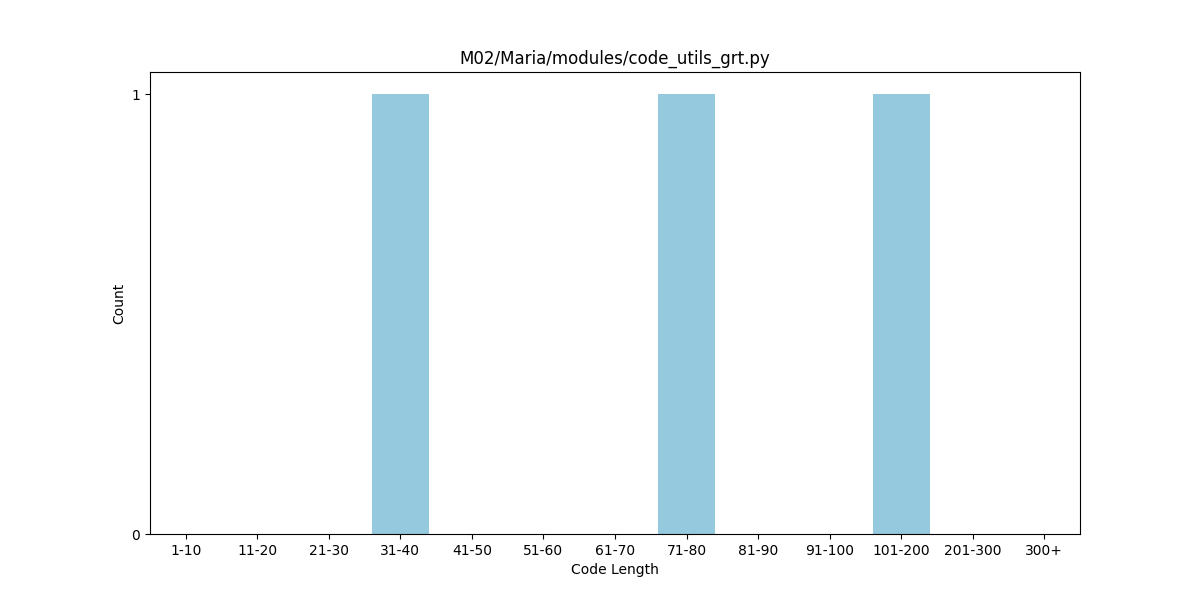 M02/Maria/modules/code_utils_grt.py
1
Count
0
1-10 11-20 21-30 31-40 41-50 51-60 61-70 71-80 81-90 91-100 101-200 201-300 300+
Code Length